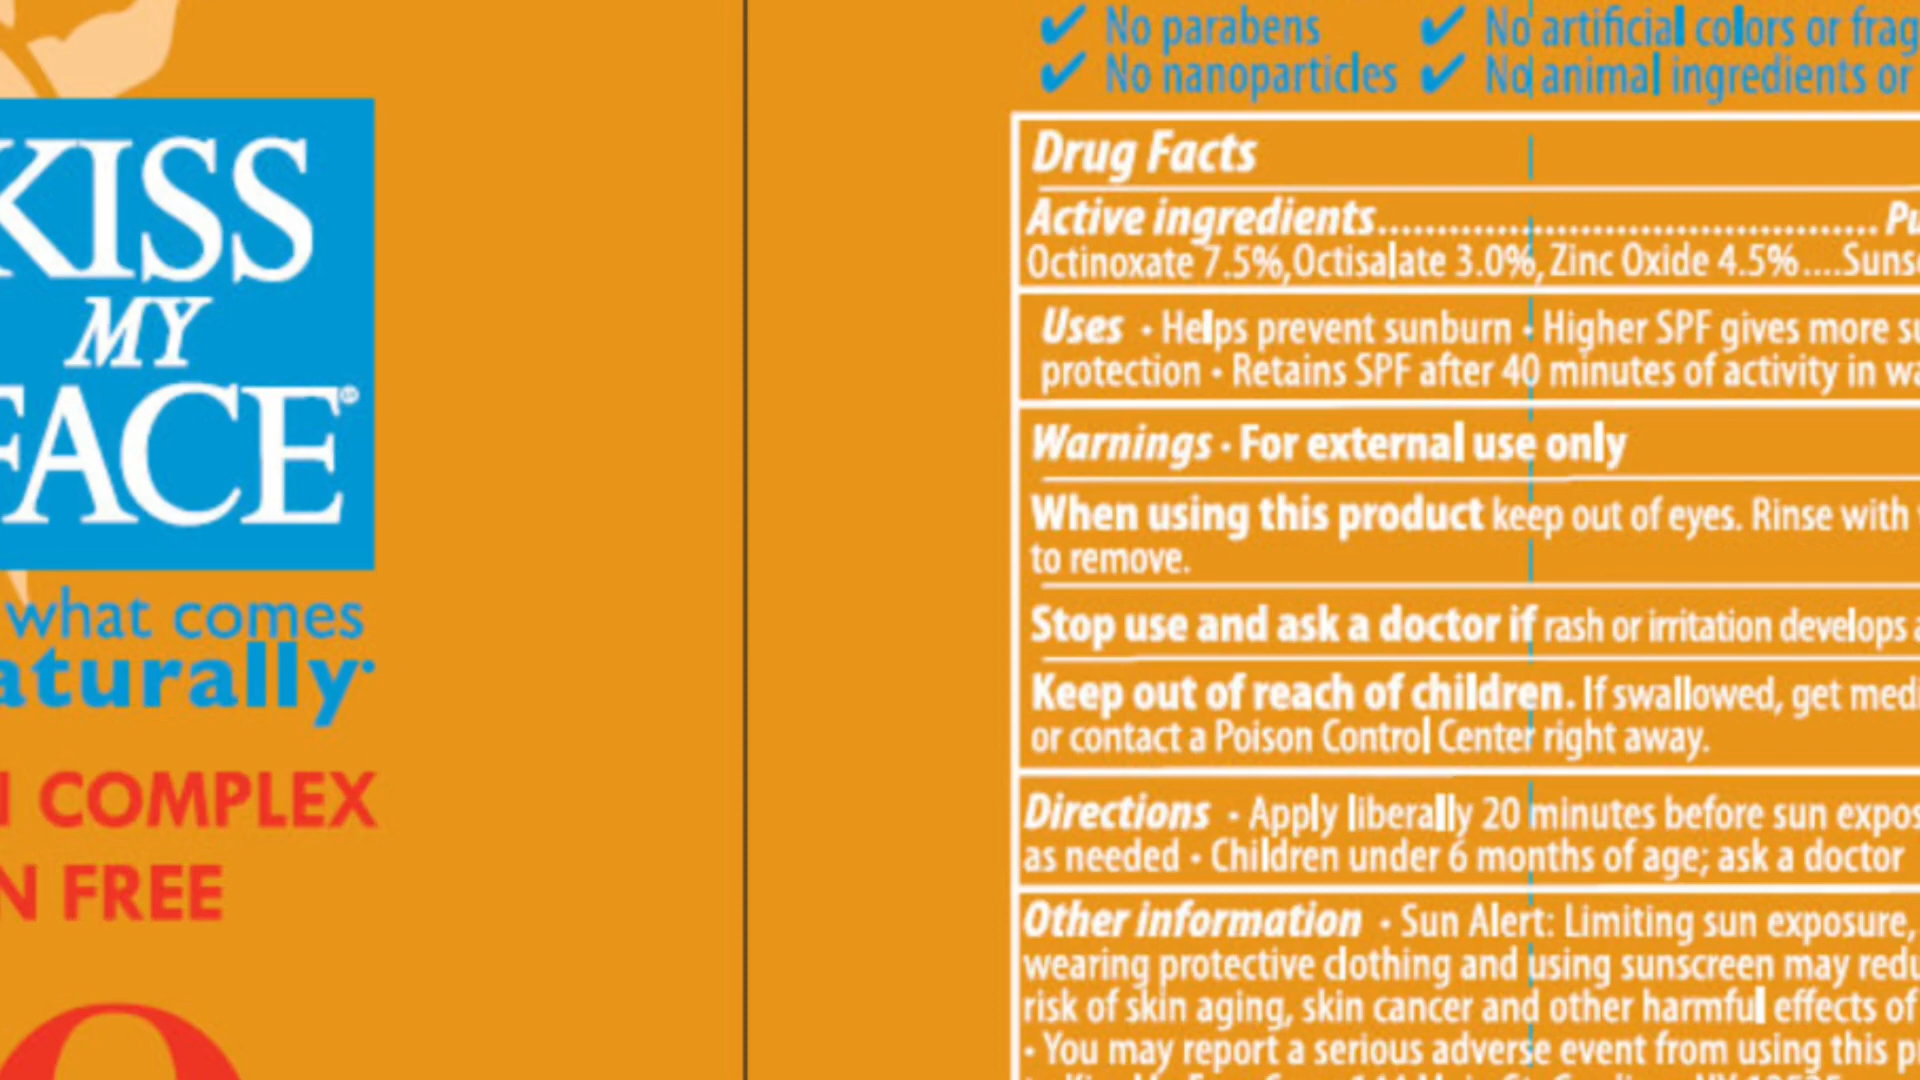 KISS
MY
FACE®
what comes
aturally
COMPLEX
N FREE
✔ No parabens ✔ No artificial colors or frag
✔ No nanoparticles ✔ No animal ingredients or
Drug Facts
Active ingredients............................................. Pu
Octinoxate 7.5%, Octisalate 3.0%, Zinc Oxide 4.5%....Sunsc
Uses • Helps prevent sunburn • Higher SPF gives more su
protection • Retains SPF after 40 minutes of activity in wa
Warnings • For external use only
When using this product keep out of eyes. Rinse with
to remove.
Stop use and ask a doctor if rash or irritation develops a
Keep out of reach of children. If swallowed, get medi
or contact a Poison Control Center right away.
Directions • Apply liberally 20 minutes before sun expos
as needed • Children under 6 months of age; ask a doctor
Other information • Sun Alert: Limiting sun exposure,
wearing protective clothing and using sunscreen may redu
risk of skin aging, skin cancer and other harmful effects of
• You may report a serious adverse event from using this p